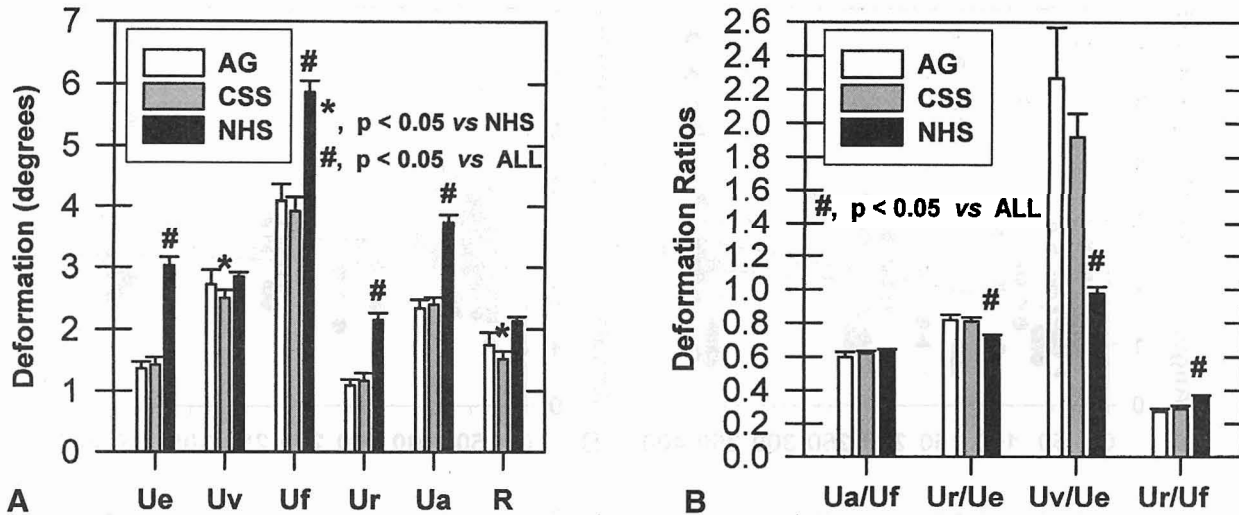 7
6
5
4
3
2
1
0
Deformation (degrees)
AG
CSS
NHS
*, p < 0.05 vs NHS
#, p < 0.05 vs ALL
#
*
#
#
#
*
Ue Uv Uf Ur Ua R
A
2.6
2.4
2.2
2.0
1.8
1.6
1.4
1.2
1.0
0.8
0.6
0.4
0.2
0.0
Deformation Ratios
AG
CSS
NHS
#, p < 0.05 vs ALL
#
#
#
Ua/Uf Ur/Ue Uv/Ue Ur/Uf
B